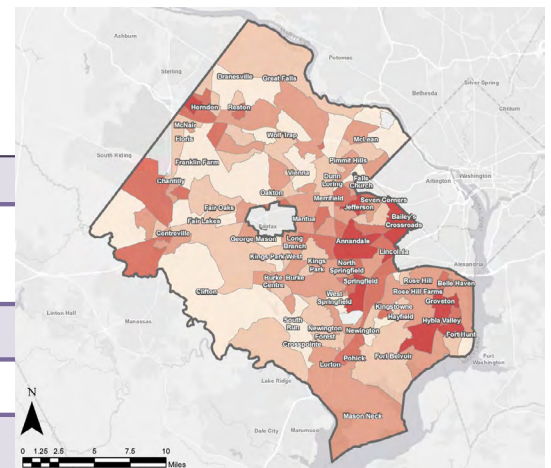 Ashburn
Potomac
Sterling
Dranesville
Great Falls
Bethesda
Silver Spring
Chillum
Herndon
Reston
McNair
Floris
Wolf Trap
McLean
South Riding
Franklin Farm
Pimmit Hills
Vienna
Dunn
Loring
Falls
Church
Arlington
Washington
Chantilly
Oakton
Merrifield
Seven Corners
Jefferson
Fair Oaks
Fair Lakes
Fairfax
Mantua
Bailey's
Crossroads
Centreville
George Mason
Long
Branch
Annandale
Lincolnia
Kings Park West
Kings
Park
North
Springfield
Alexandria
Clifton
Burke
Centre
Burke
Springfield
Rose Hill
Belle Haven
West
Springfield
Rose Hill Farms
Groveton
Kingstowne
Hayfield
Hybla Valley
Linton Hall
Manassas
South
Run
Newington
Forest
Newington
Fort Hunt
Crosspointe
Pohick
Fort Belvoir
Fort
Washington
Lorton
Lake Ridge
Mason Neck
Dale City
Marumsco
N
0 1.25 2.5 5 7.5 10
Miles